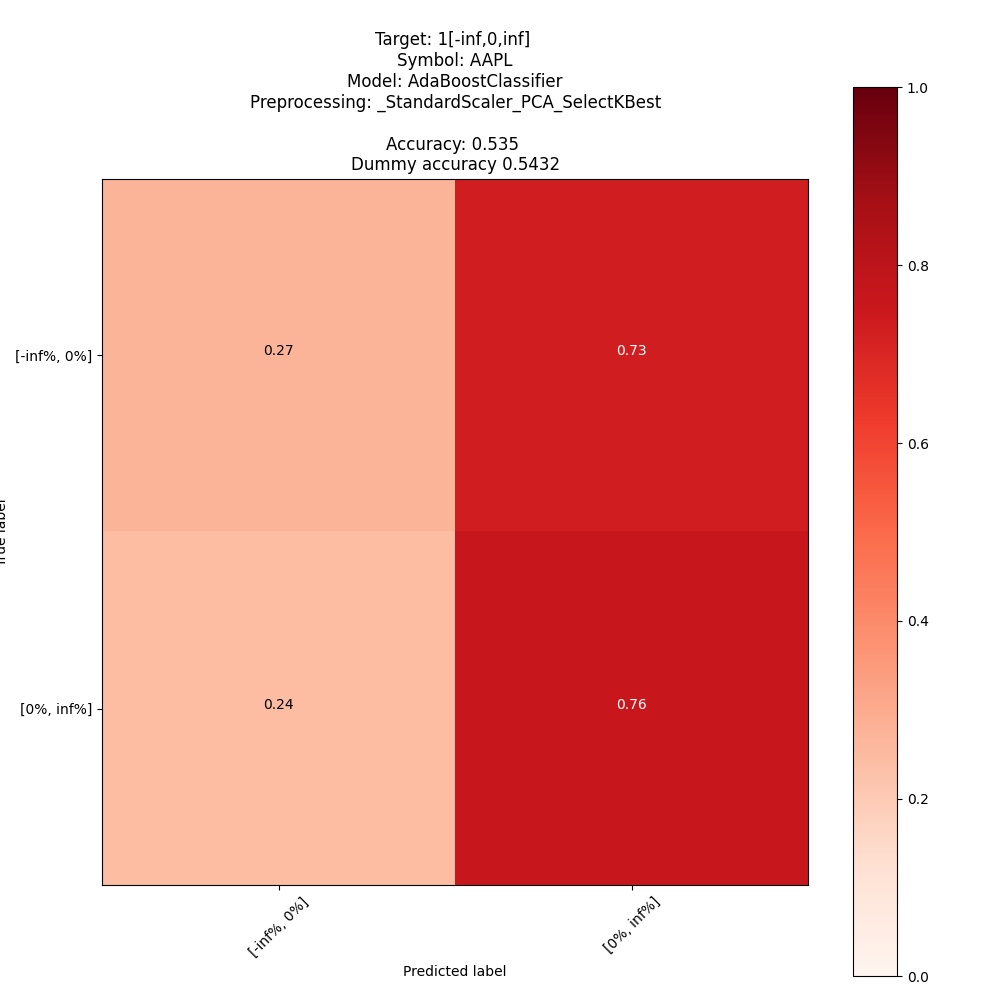 Target: 1[-inf,0,inf]
Symbol: AAPL
Model: AdaBoostClassifier
Preprocessing: _StandardScaler_PCA_SelectKBest
Accuracy: 0.535
Dummy accuracy 0.5432
1.0
0.8
0.6
0.4
0.2
0.0
[-inf%, 0%]
0.27
0.73
label
[0%, inf%]
0.24
0.76
[-inf%, 0%]
[0%, inf%]
Predicted label